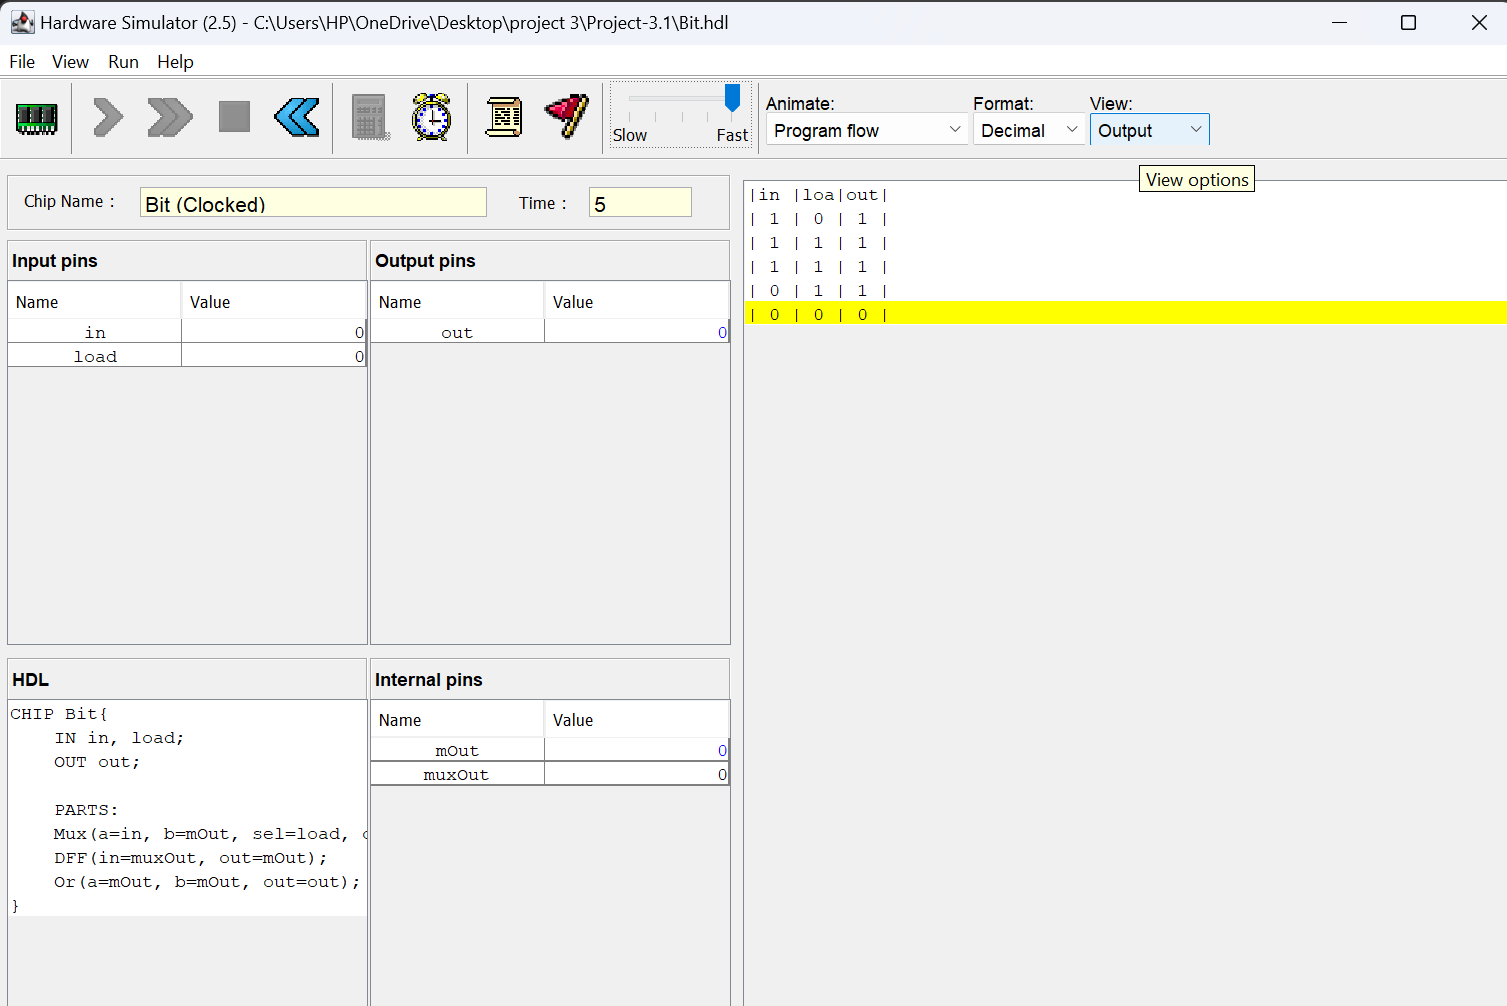 Hardware Simulator (2.5) - C:\Users\HP\OneDrive\Desktop\project 3\Project-3.1\Bit.hdl
File View Run Help
Slow Fast
Animate: Format: View:
Program flow Decimal Output
View options
Chip Name : Bit (Clocked) Time : 5
Input pins
Name Value
in 0
load 0
Output pins
Name Value
out 0
|in |loa|out|
| 1 | 0 | 1 |
| 1 | 1 | 1 |
| 1 | 1 | 1 |
| 0 | 1 | 1 |
| 0 | 0 | 0 |
HDL
CHIP Bit{
IN in, load;
OUT out;
PARTS:
Mux(a=in, b=mOut, sel=load,
DFF(in=muxOut, out=mOut);
Or(a=mOut, b=mOut, out=out);
}
Internal pins
Name Value
mOut 0
muxOut 0